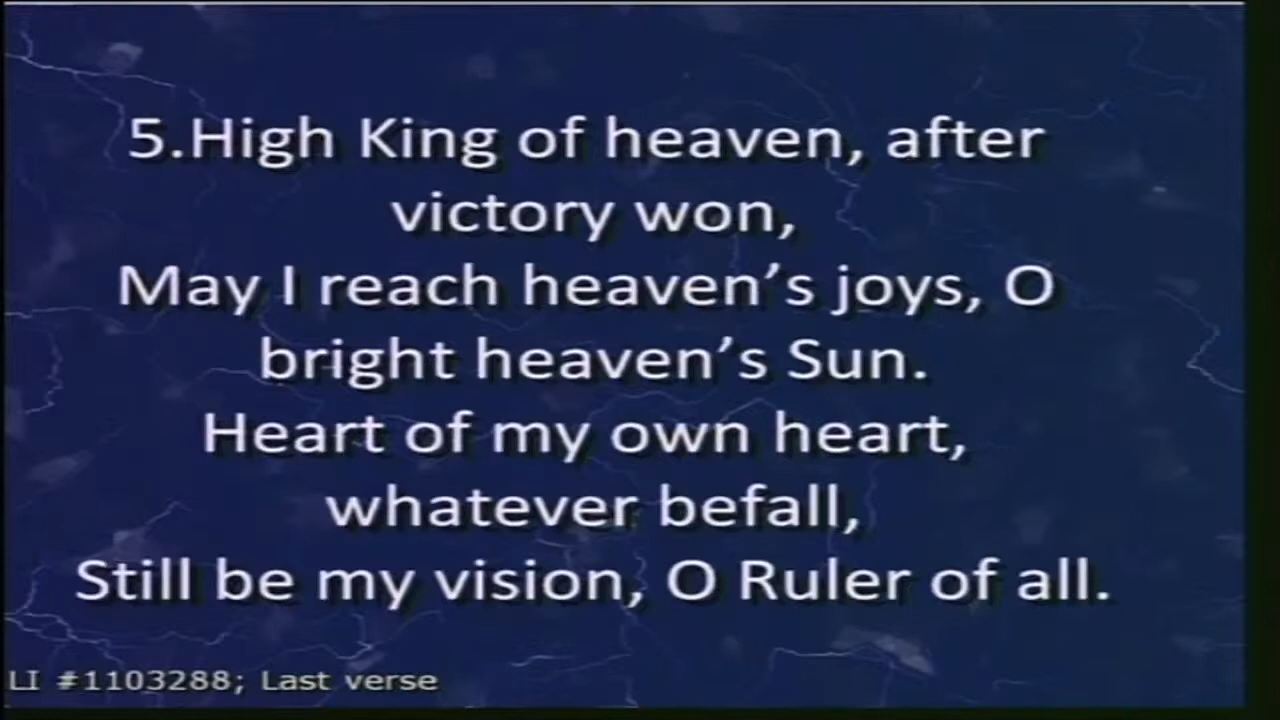 5.High King of heaven, after
victory won,
May I reach heaven’s joys, O
bright heaven’s Sun.
Heart of my own heart,
whatever befall,
Still be my vision, O Ruler of all.
LI #1103288; Last verse